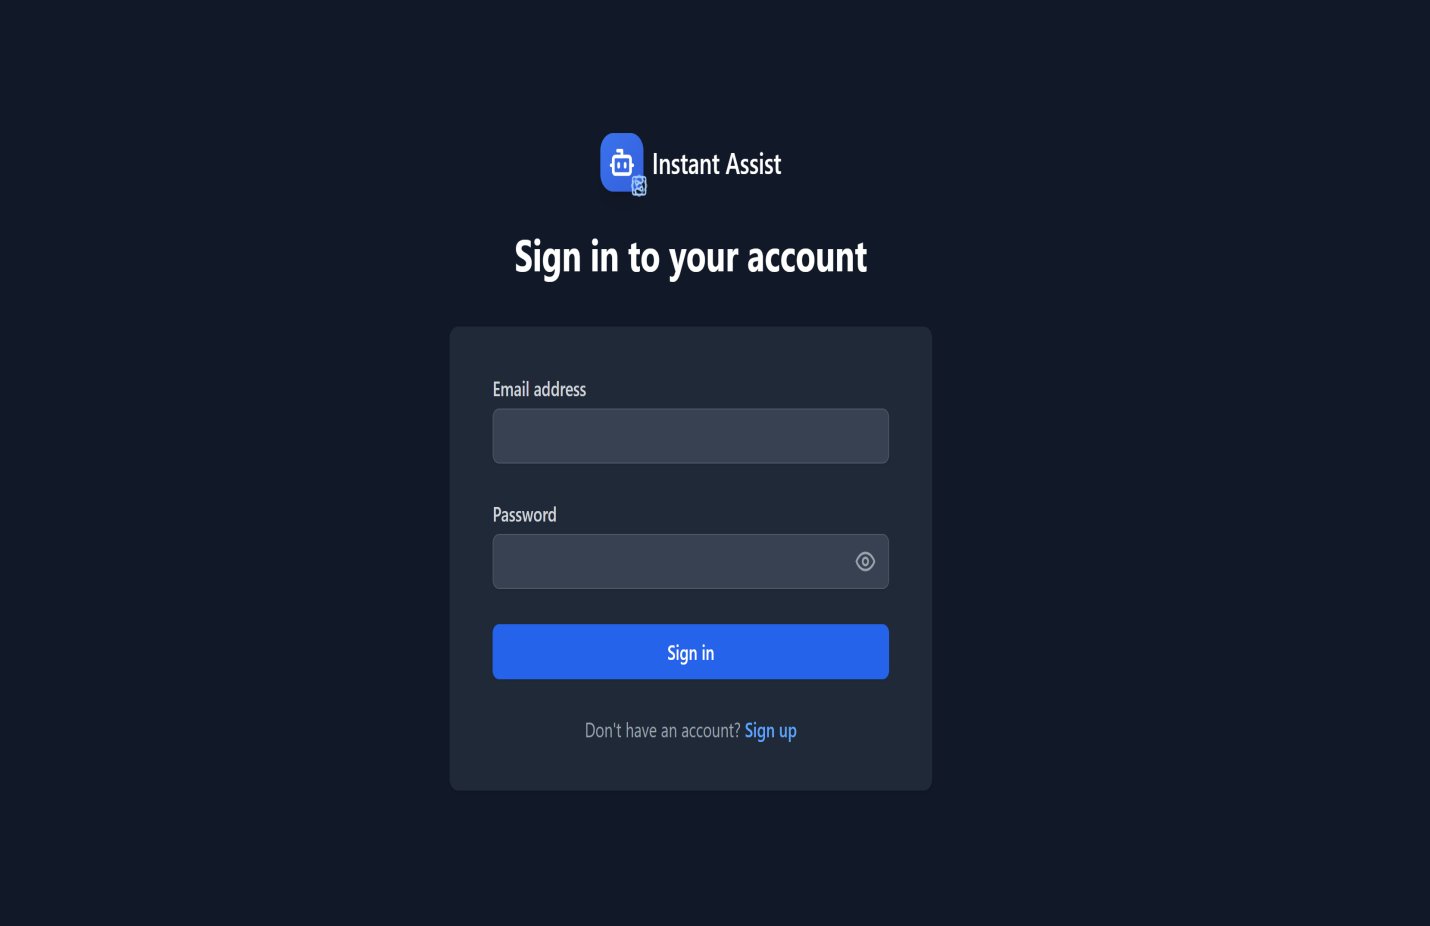 Instant Assist
Sign in to your account
Email address
Password
Sign in
Don't have an account? Sign up